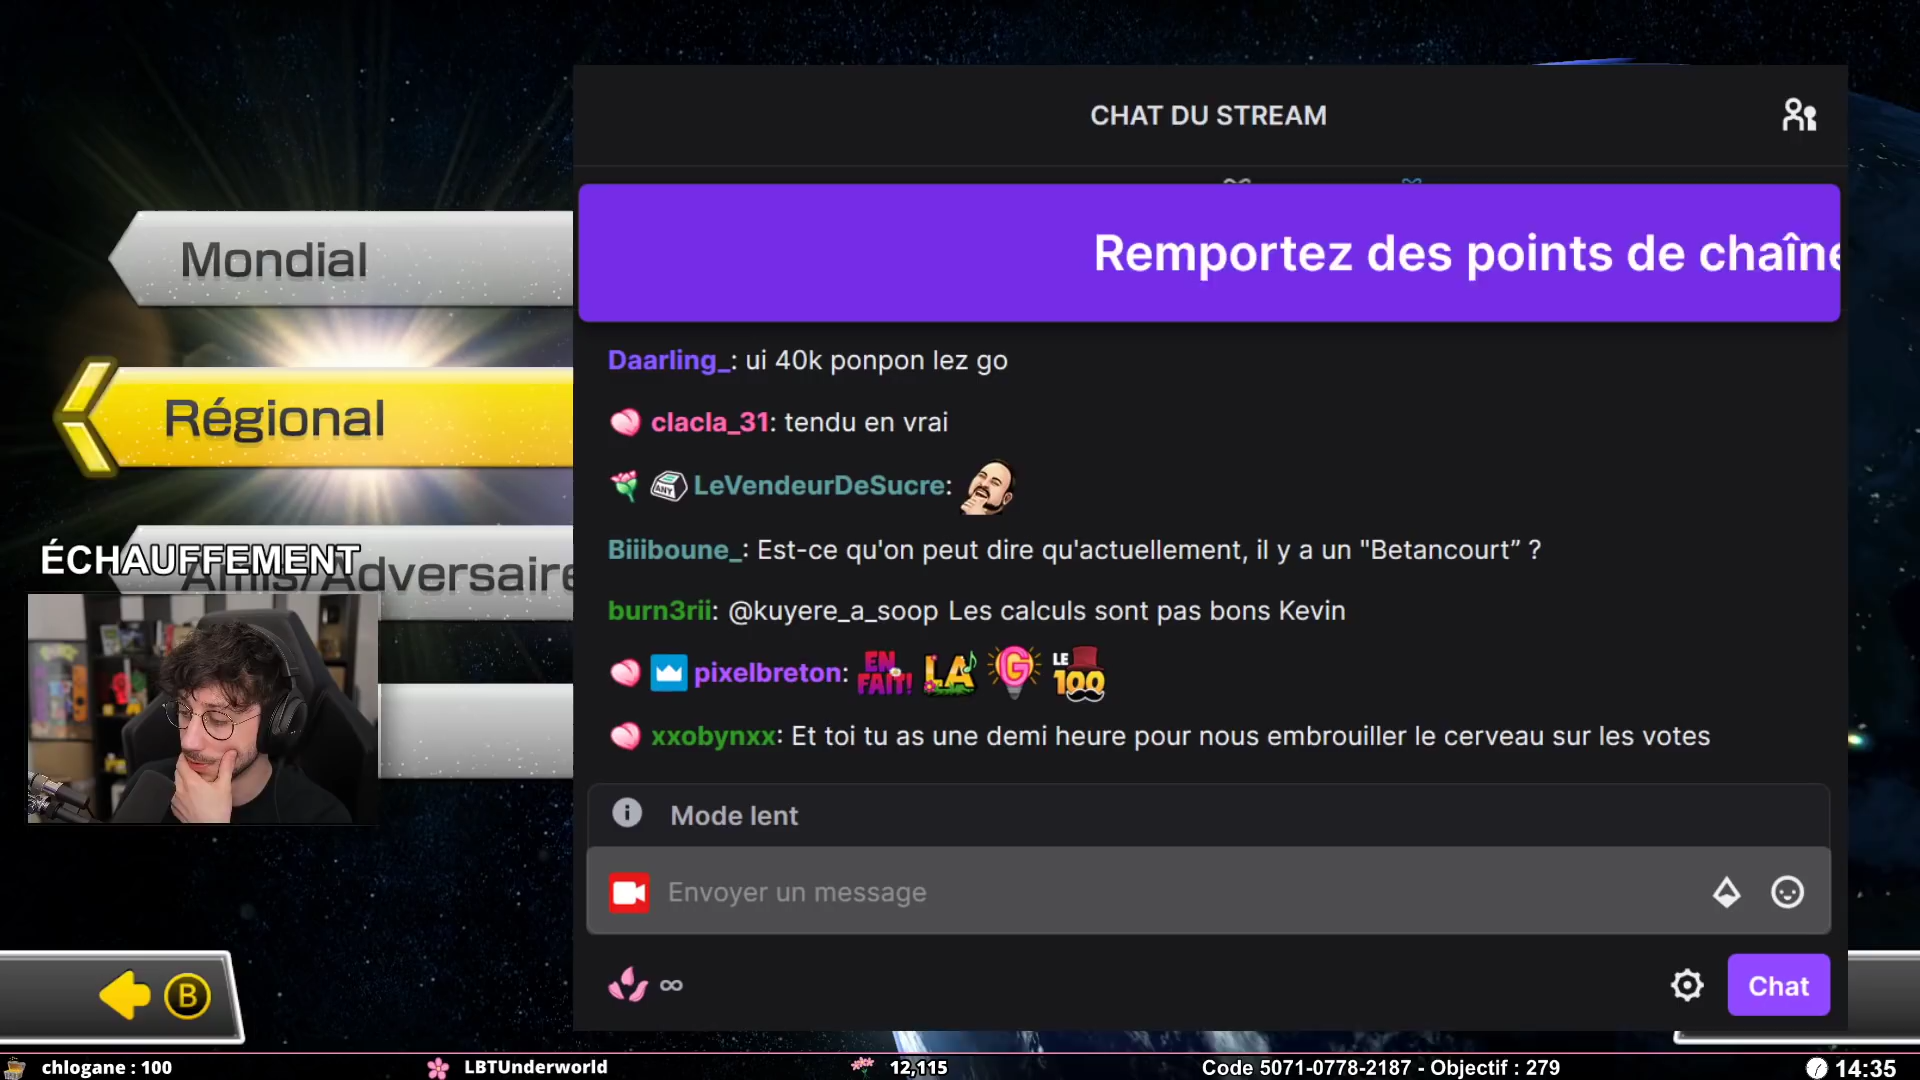 CHAT DU STREAM
Mondial
Remportez des points de chaîne
Daarling_: ui 40k ponpon lez go
Régional
clacla_31: tendu en vrai
ANY LeVendeurDeSucre:
Biiiboune_: Est-ce qu'on peut dire qu'actuellement, il y a un "Betancourt” ?
ÉCHAUFFEMENT
Amis/Adversaire
burn3rii: @kuyere_a_soop Les calculs sont pas bons Kevin
pixelbreton: EN FAIT! LA G LE 100
xxobynxx: Et toi tu as une demi heure pour nous embrouiller le cerveau sur les votes
Mode lent
Envoyer un message
B
∞
Chat
chlogane : 100
LBTUnderworld
12,115
Code 5071-0778-2187 - Objectif : 279
14:35